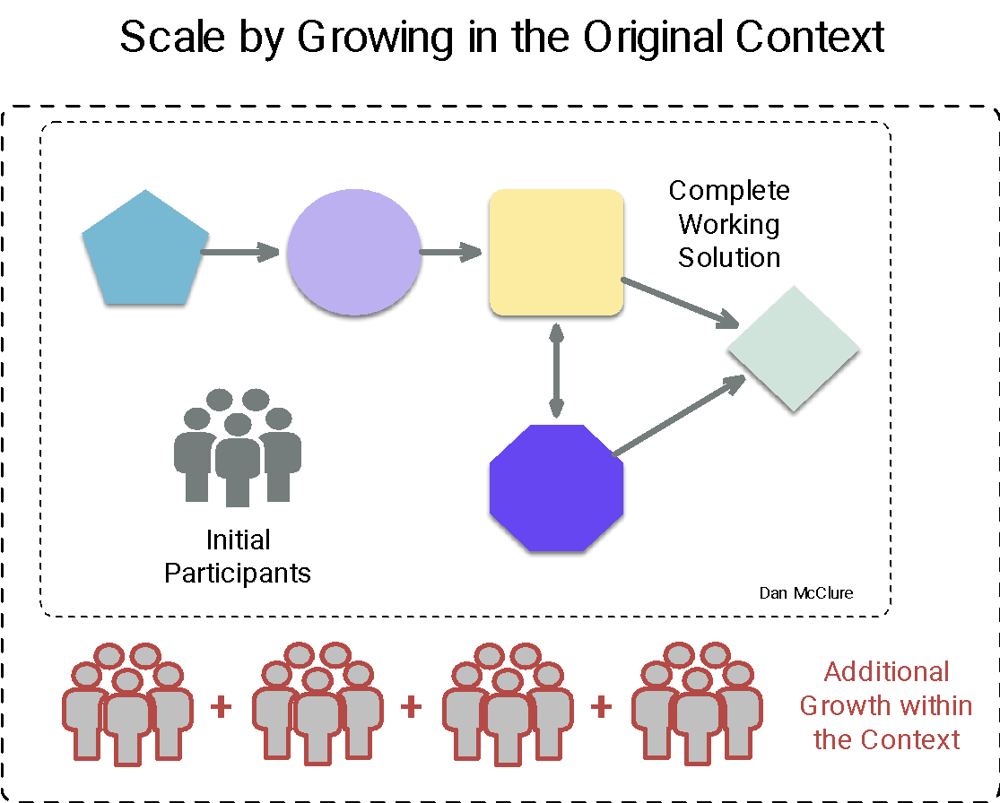 Scale by Growing in the Original Context
Complete
Working
Solution
Initial
Participants
Dan McClure
+ + +
Additional
Growth within
the Context